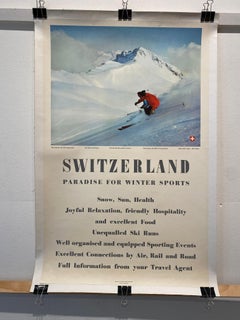 SWITZERLAND
PARADISE FOR WINTER SPORTS
Snow, Sun, Health
Joyful Relaxation, friendly Hospitality
and excellent Food
Unequalled Ski Runs
Well organised and equipped Sporting Events
Excellent Connections by Air, Rail and Road
Full Information from your Travel Agent